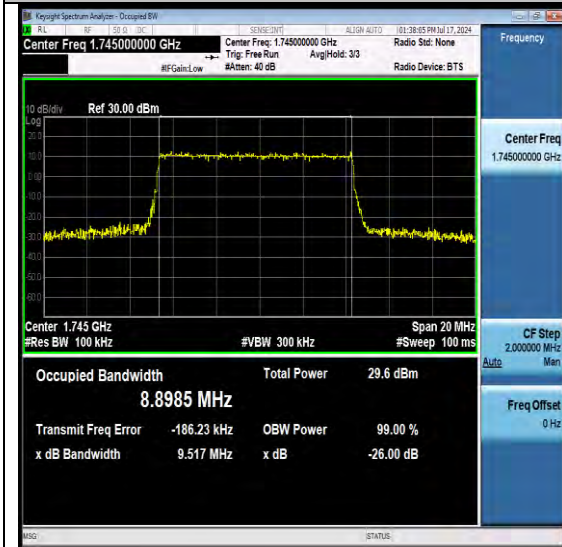 Keysight Spectrum Analyzer - Occupied BW
RL RF 50 Ω DC SENSE:INT ALIGN AUTO 01:38:05 PM Jul 17, 2024
Center Freq 1.745000000 GHz
Center Freq: 1.745000000 GHz
Radio Std: None
Trig: Free Run
Avg|Hold: 3/3
#IFGain:Low
#Atten: 40 dB
Radio Device: BTS
Frequency
10 dB/div
Ref 30.00 dBm
Log
20.0
10.0
0.00
-10.0
-20.0
-30.0
-40.0
-50.0
-60.0
Center Freq
1.745000000 GHz
Center 1.745 GHz
Span 20 MHz
#Res BW 100 kHz
#VBW 300 kHz
#Sweep 100 ms
CF Step
2.000000 MHz
Auto Man
Occupied Bandwidth
8.8985 MHz
Total Power
29.6 dBm
Freq Offset
0 Hz
Transmit Freq Error
-186.23 kHz
OBW Power
99.00 %
x dB Bandwidth
9.517 MHz
x dB
-26.00 dB
MSG
STATUS